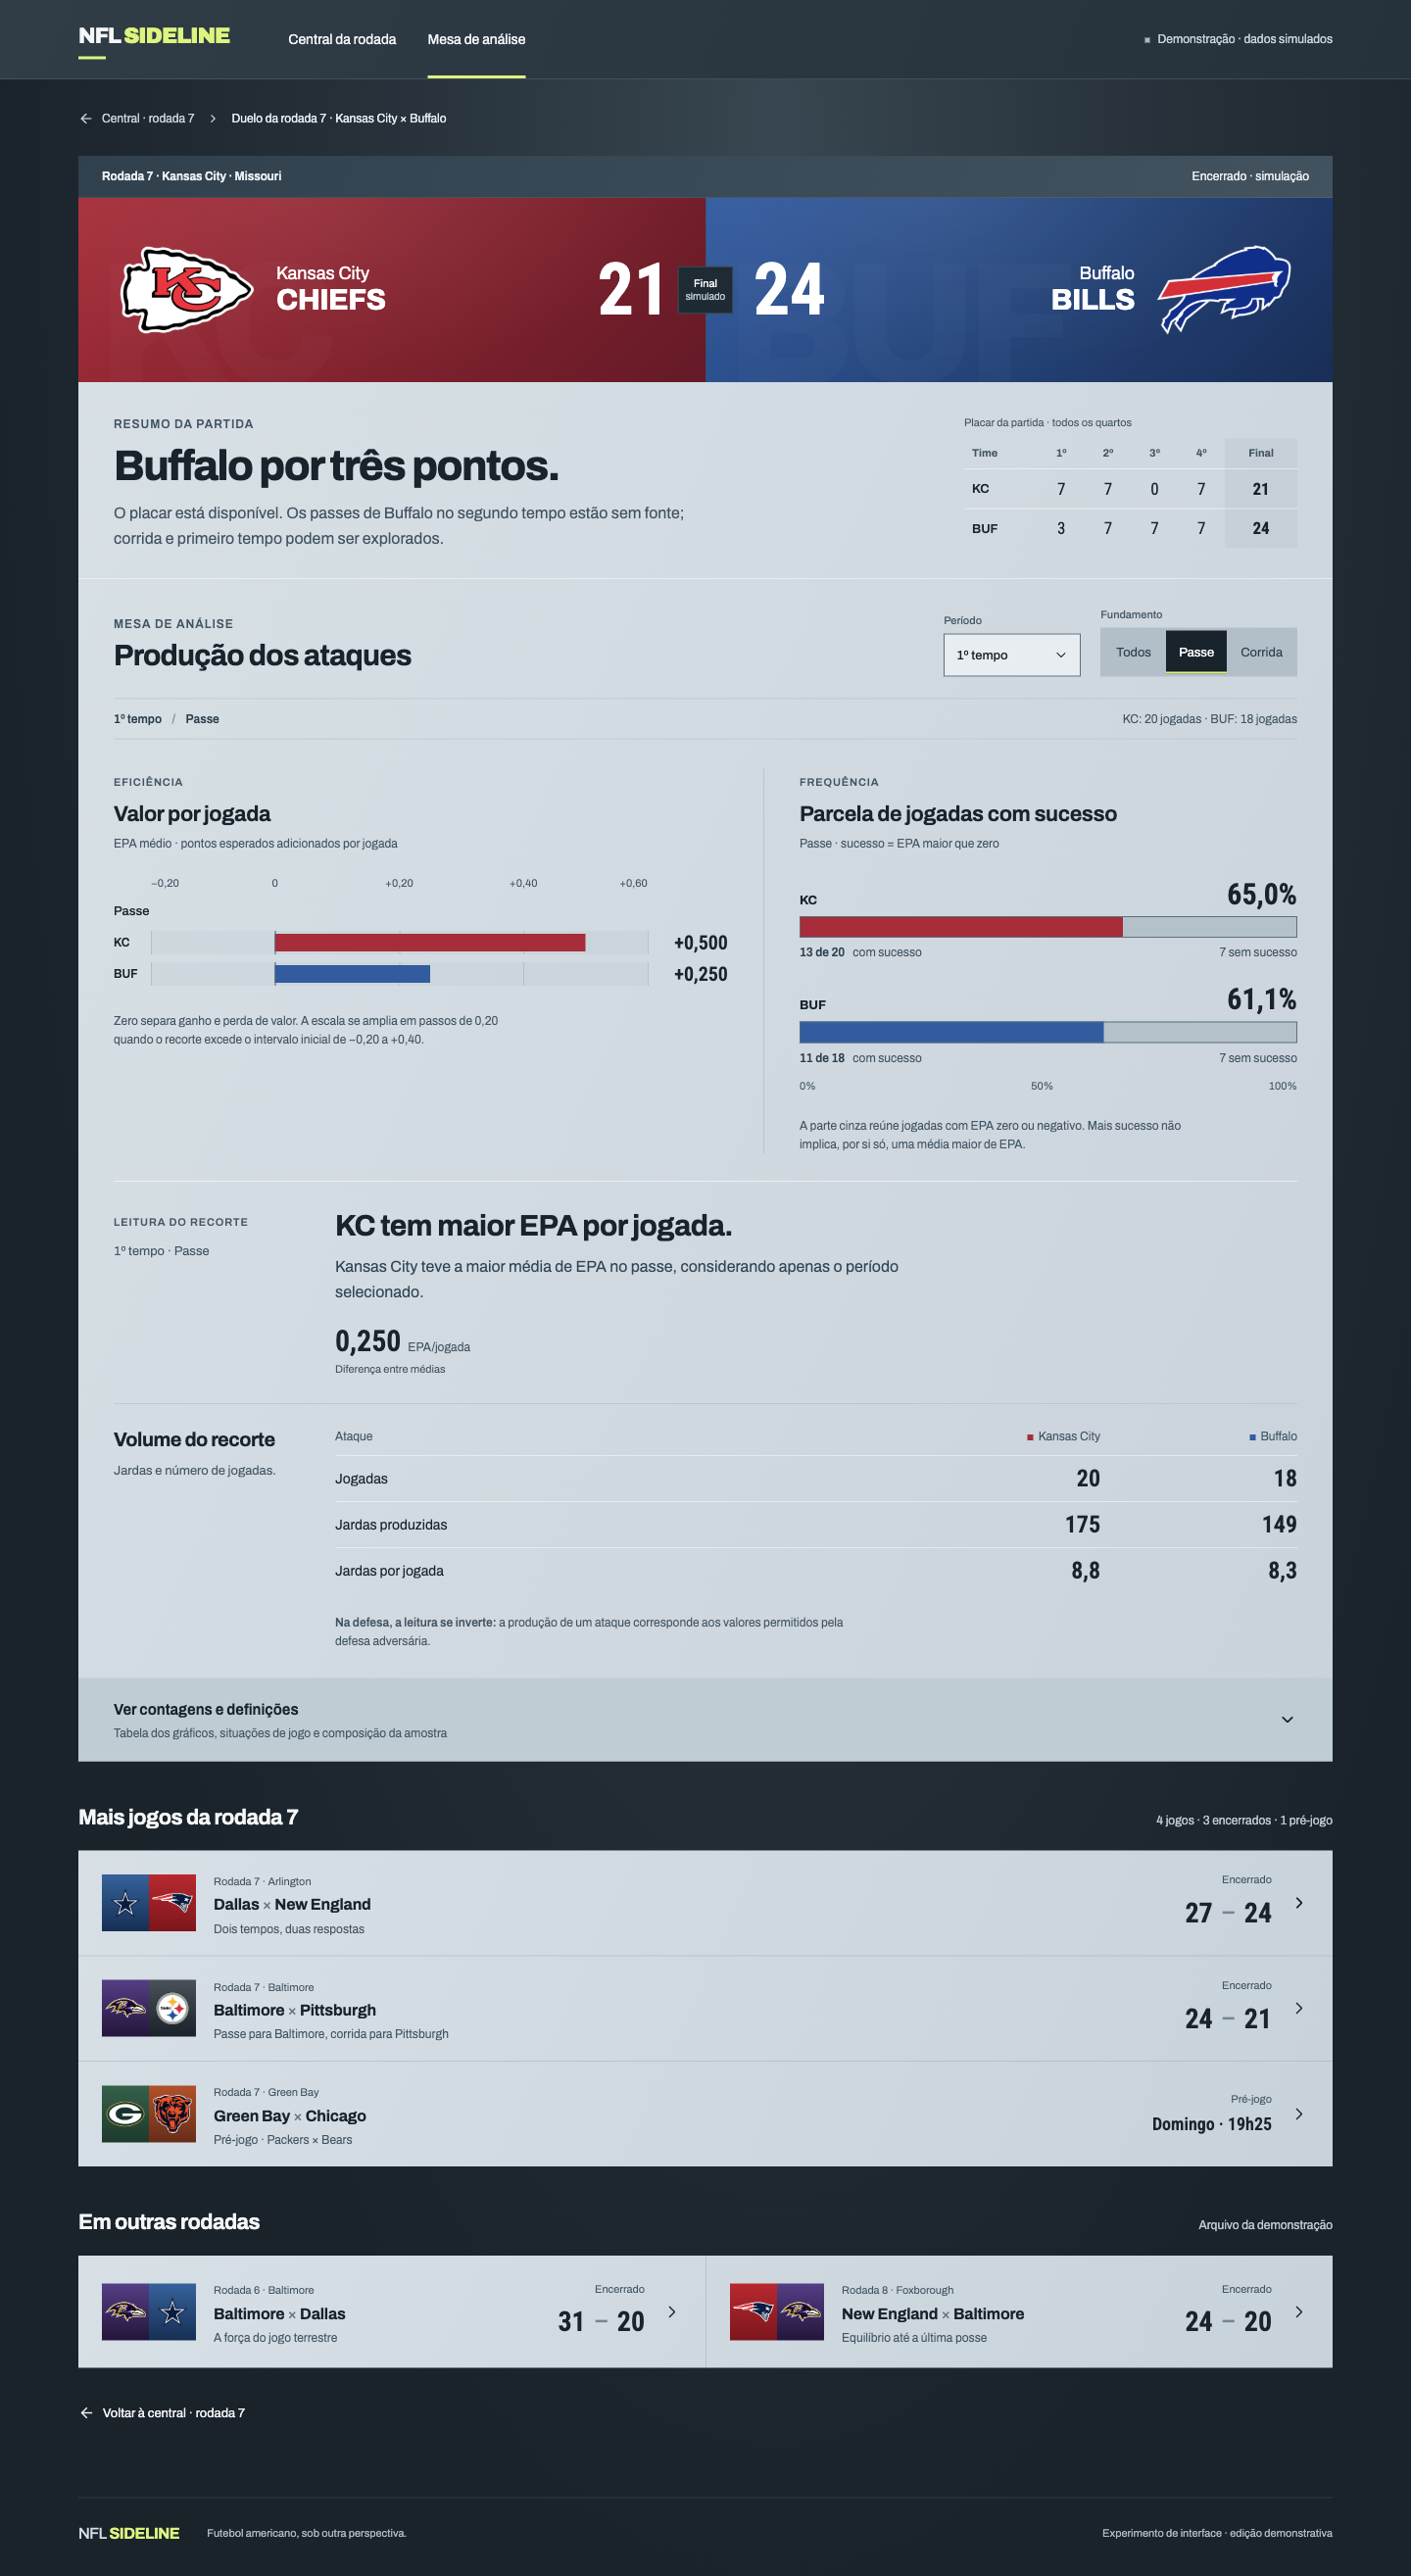 NFL SIDELINE
Central da rodada
Mesa de análise
Demonstração · dados simulados
Central · rodada 7
Duelo da rodada 7 · Kansas City × Buffalo
Rodada 7 · Kansas City · Missouri
Encerrado · simulação
KC
Kansas City
CHIEFS
21
Final
simulado
24
BUF
Buffalo
BILLS
RESUMO DA PARTIDA
Buffalo por três pontos.
O placar está disponível. Os passes de Buffalo no segundo tempo estão sem fonte;
corrida e primeiro tempo podem ser explorados.
Placar da partida · todos os quartos
Time 1º 2º 3º 4º Final
KC 7 7 0 7 21
BUF 3 7 7 7 24
MESA DE ANÁLISE
Produção dos ataques
Período
1º tempo
Fundamento
Todos Passe Corrida
1º tempo / Passe
KC: 20 jogadas · BUF: 18 jogadas
EFICIÊNCIA
Valor por jogada
EPA médio · pontos esperados adicionados por jogada
−0,20 0 +0,20 +0,40 +0,60
Passe
KC +0,500
BUF +0,250
Zero separa ganho e perda de valor. A escala se amplia em passos de 0,20
quando o recorte excede o intervalo inicial de −0,20 a +0,40.
FREQUÊNCIA
Parcela de jogadas com sucesso
Passe · sucesso = EPA maior que zero
KC 65,0%
13 de 20 com sucesso 7 sem sucesso
BUF 61,1%
11 de 18 com sucesso 7 sem sucesso
0% 50% 100%
A parte cinza reúne jogadas com EPA zero ou negativo. Mais sucesso não
implica, por si só, uma média maior de EPA.
LEITURA DO RECORTE
1º tempo · Passe
KC tem maior EPA por jogada.
Kansas City teve a maior média de EPA no passe, considerando apenas o período
selecionado.
0,250 EPA/jogada
Diferença entre médias
Volume do recorte
Jardas e número de jogadas.
Ataque Kansas City Buffalo
Jogadas 20 18
Jardas produzidas 175 149
Jardas por jogada 8,8 8,3
Na defesa, a leitura se inverte: a produção de um ataque corresponde aos valores permitidos pela
defesa adversária.
Ver contagens e definições
Tabela dos gráficos, situações de jogo e composição da amostra
Mais jogos da rodada 7
4 jogos · 3 encerrados · 1 pré-jogo
Rodada 7 · Arlington
Dallas × New England
Dois tempos, duas respostas
Encerrado
27 – 24
Rodada 7 · Baltimore
Baltimore × Pittsburgh
Passe para Baltimore, corrida para Pittsburgh
Encerrado
24 – 21
G
Rodada 7 · Green Bay
Green Bay × Chicago
Pré-jogo · Packers × Bears
Pré-jogo
Domingo · 19h25
Em outras rodadas
Arquivo da demonstração
Rodada 6 · Baltimore
Baltimore × Dallas
A força do jogo terrestre
Encerrado
31 – 20
Rodada 8 · Foxborough
New England × Baltimore
Equilíbrio até a última posse
Encerrado
24 – 20
Voltar à central · rodada 7
NFL SIDELINE
Futebol americano, sob outra perspectiva.
Experimento de interface · edição demonstrativa